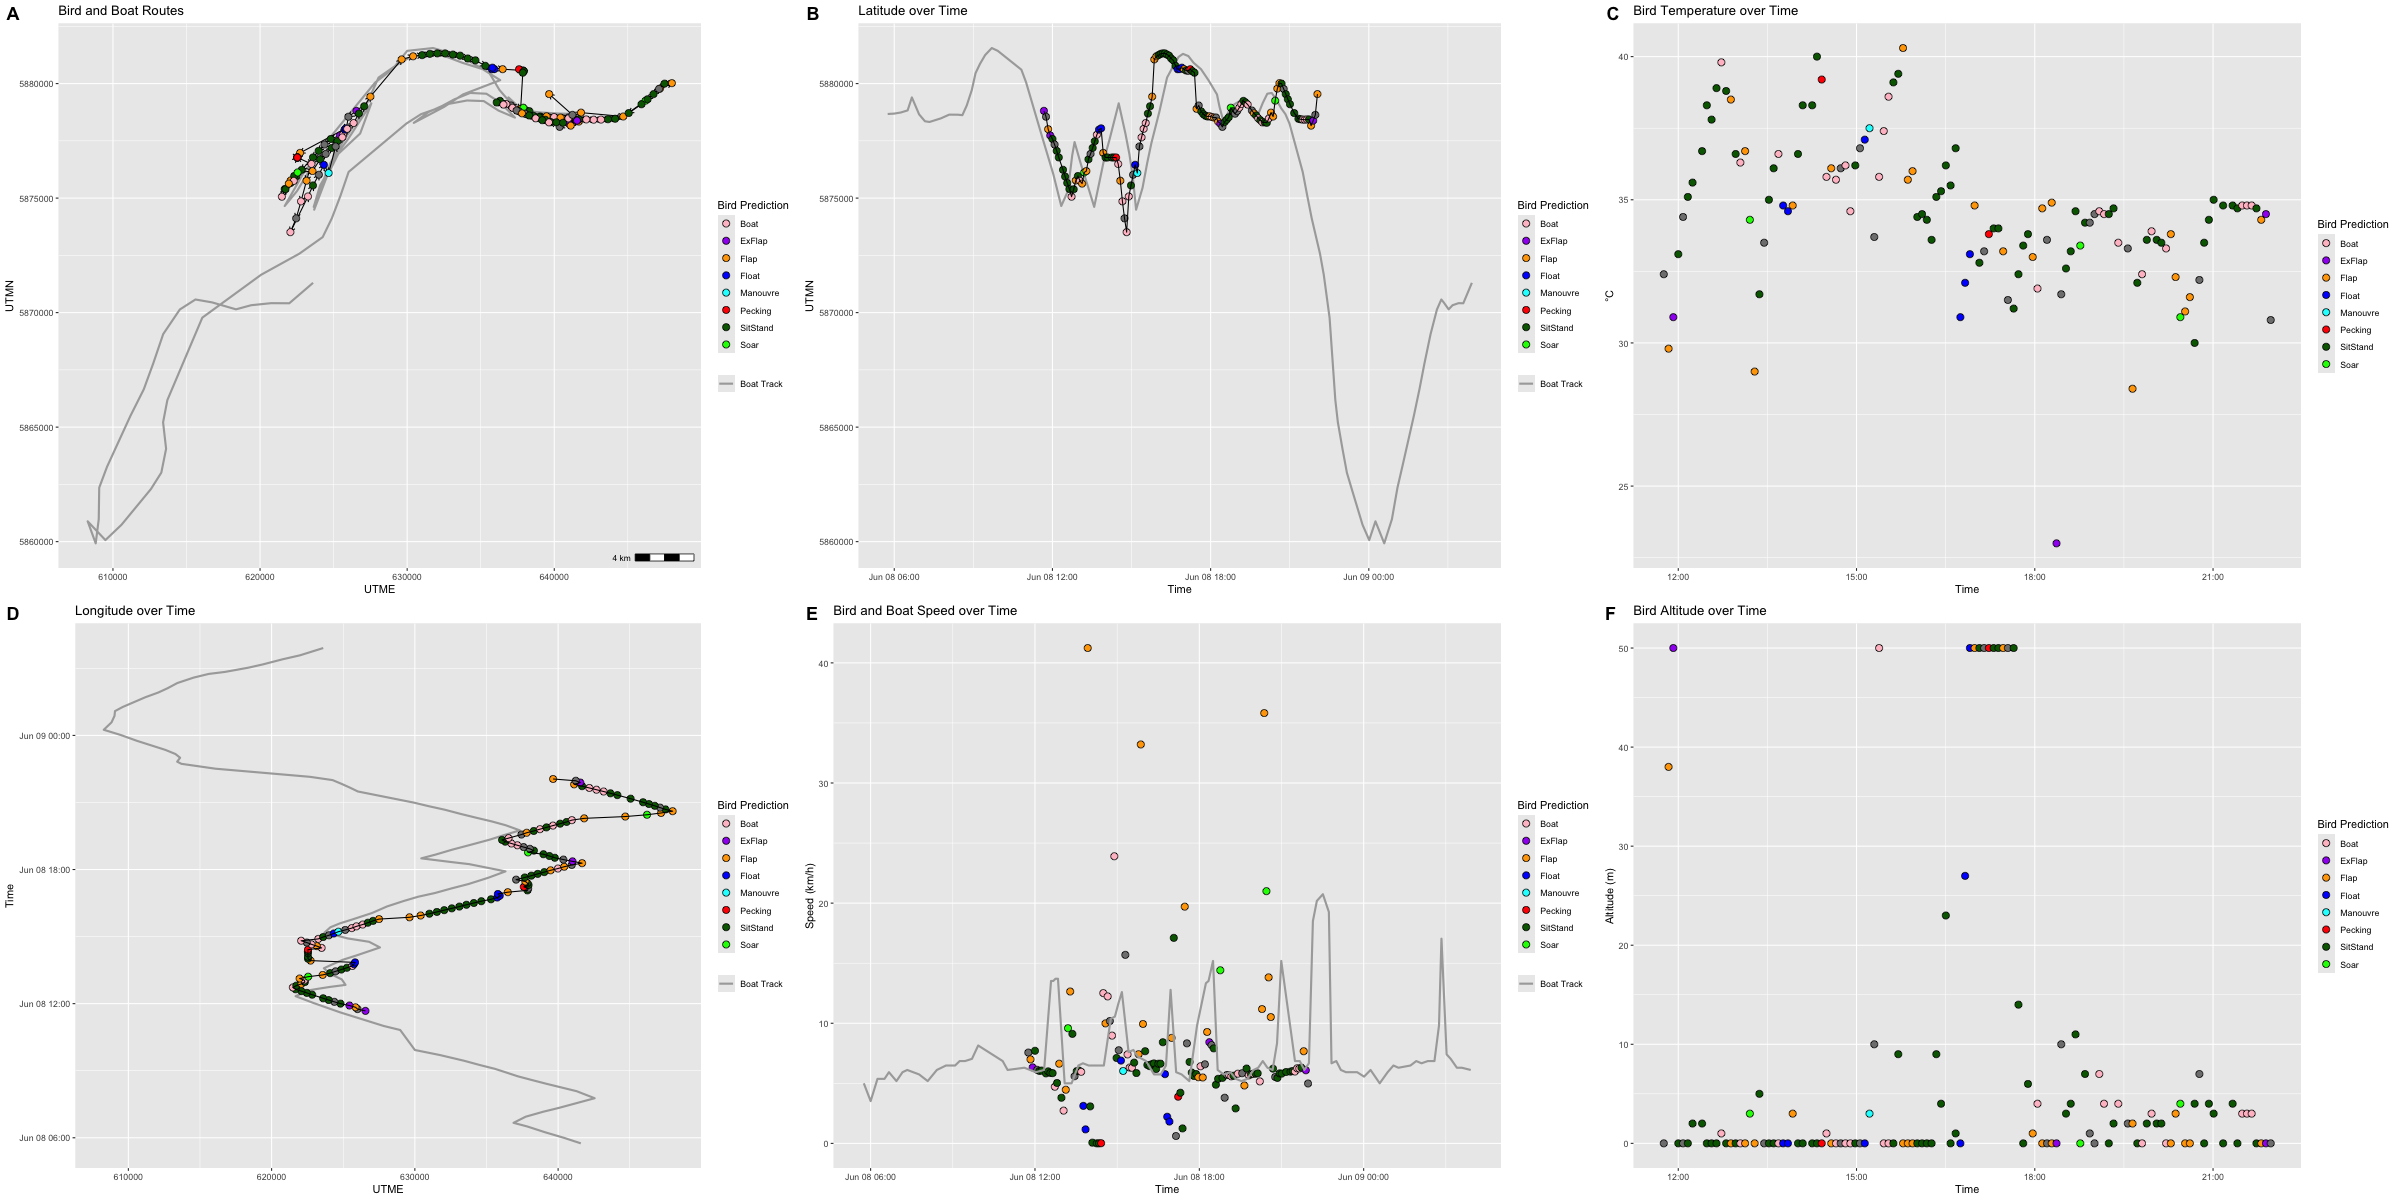 A
Bird and Boat Routes
5880000
5875000
5870000
5865000
5860000
UTMN
610000
620000
630000
640000
UTME
4 km
Bird Prediction
Boat
ExFlap
Flap
Float
Manouvre
Pecking
SitStand
Soar
Boat Track
B
Latitude over Time
5880000
5875000
5870000
5865000
5860000
UTMN
Jun 08 06:00
Jun 08 12:00
Jun 08 18:00
Jun 09 00:00
Time
Bird Prediction
Boat
ExFlap
Flap
Float
Manouvre
Pecking
SitStand
Soar
Boat Track
C
Bird Temperature over Time
40
35
30
25
°C
12:00
15:00
18:00
21:00
Time
Bird Prediction
Boat
ExFlap
Flap
Float
Manouvre
Pecking
SitStand
Soar
D
Longitude over Time
Jun 09 00:00
Jun 08 18:00
Jun 08 12:00
Jun 08 06:00
Time
610000
620000
630000
640000
UTME
Bird Prediction
Boat
ExFlap
Flap
Float
Manouvre
Pecking
SitStand
Soar
Boat Track
E
Bird and Boat Speed over Time
40
30
20
10
0
Speed (km/h)
Jun 08 06:00
Jun 08 12:00
Jun 08 18:00
Jun 09 00:00
Time
Bird Prediction
Boat
ExFlap
Flap
Float
Manouvre
Pecking
SitStand
Soar
Boat Track
F
Bird Altitude over Time
50
40
30
20
10
0
Altitude (m)
12:00
15:00
18:00
21:00
Time
Bird Prediction
Boat
ExFlap
Flap
Float
Manouvre
Pecking
SitStand
Soar